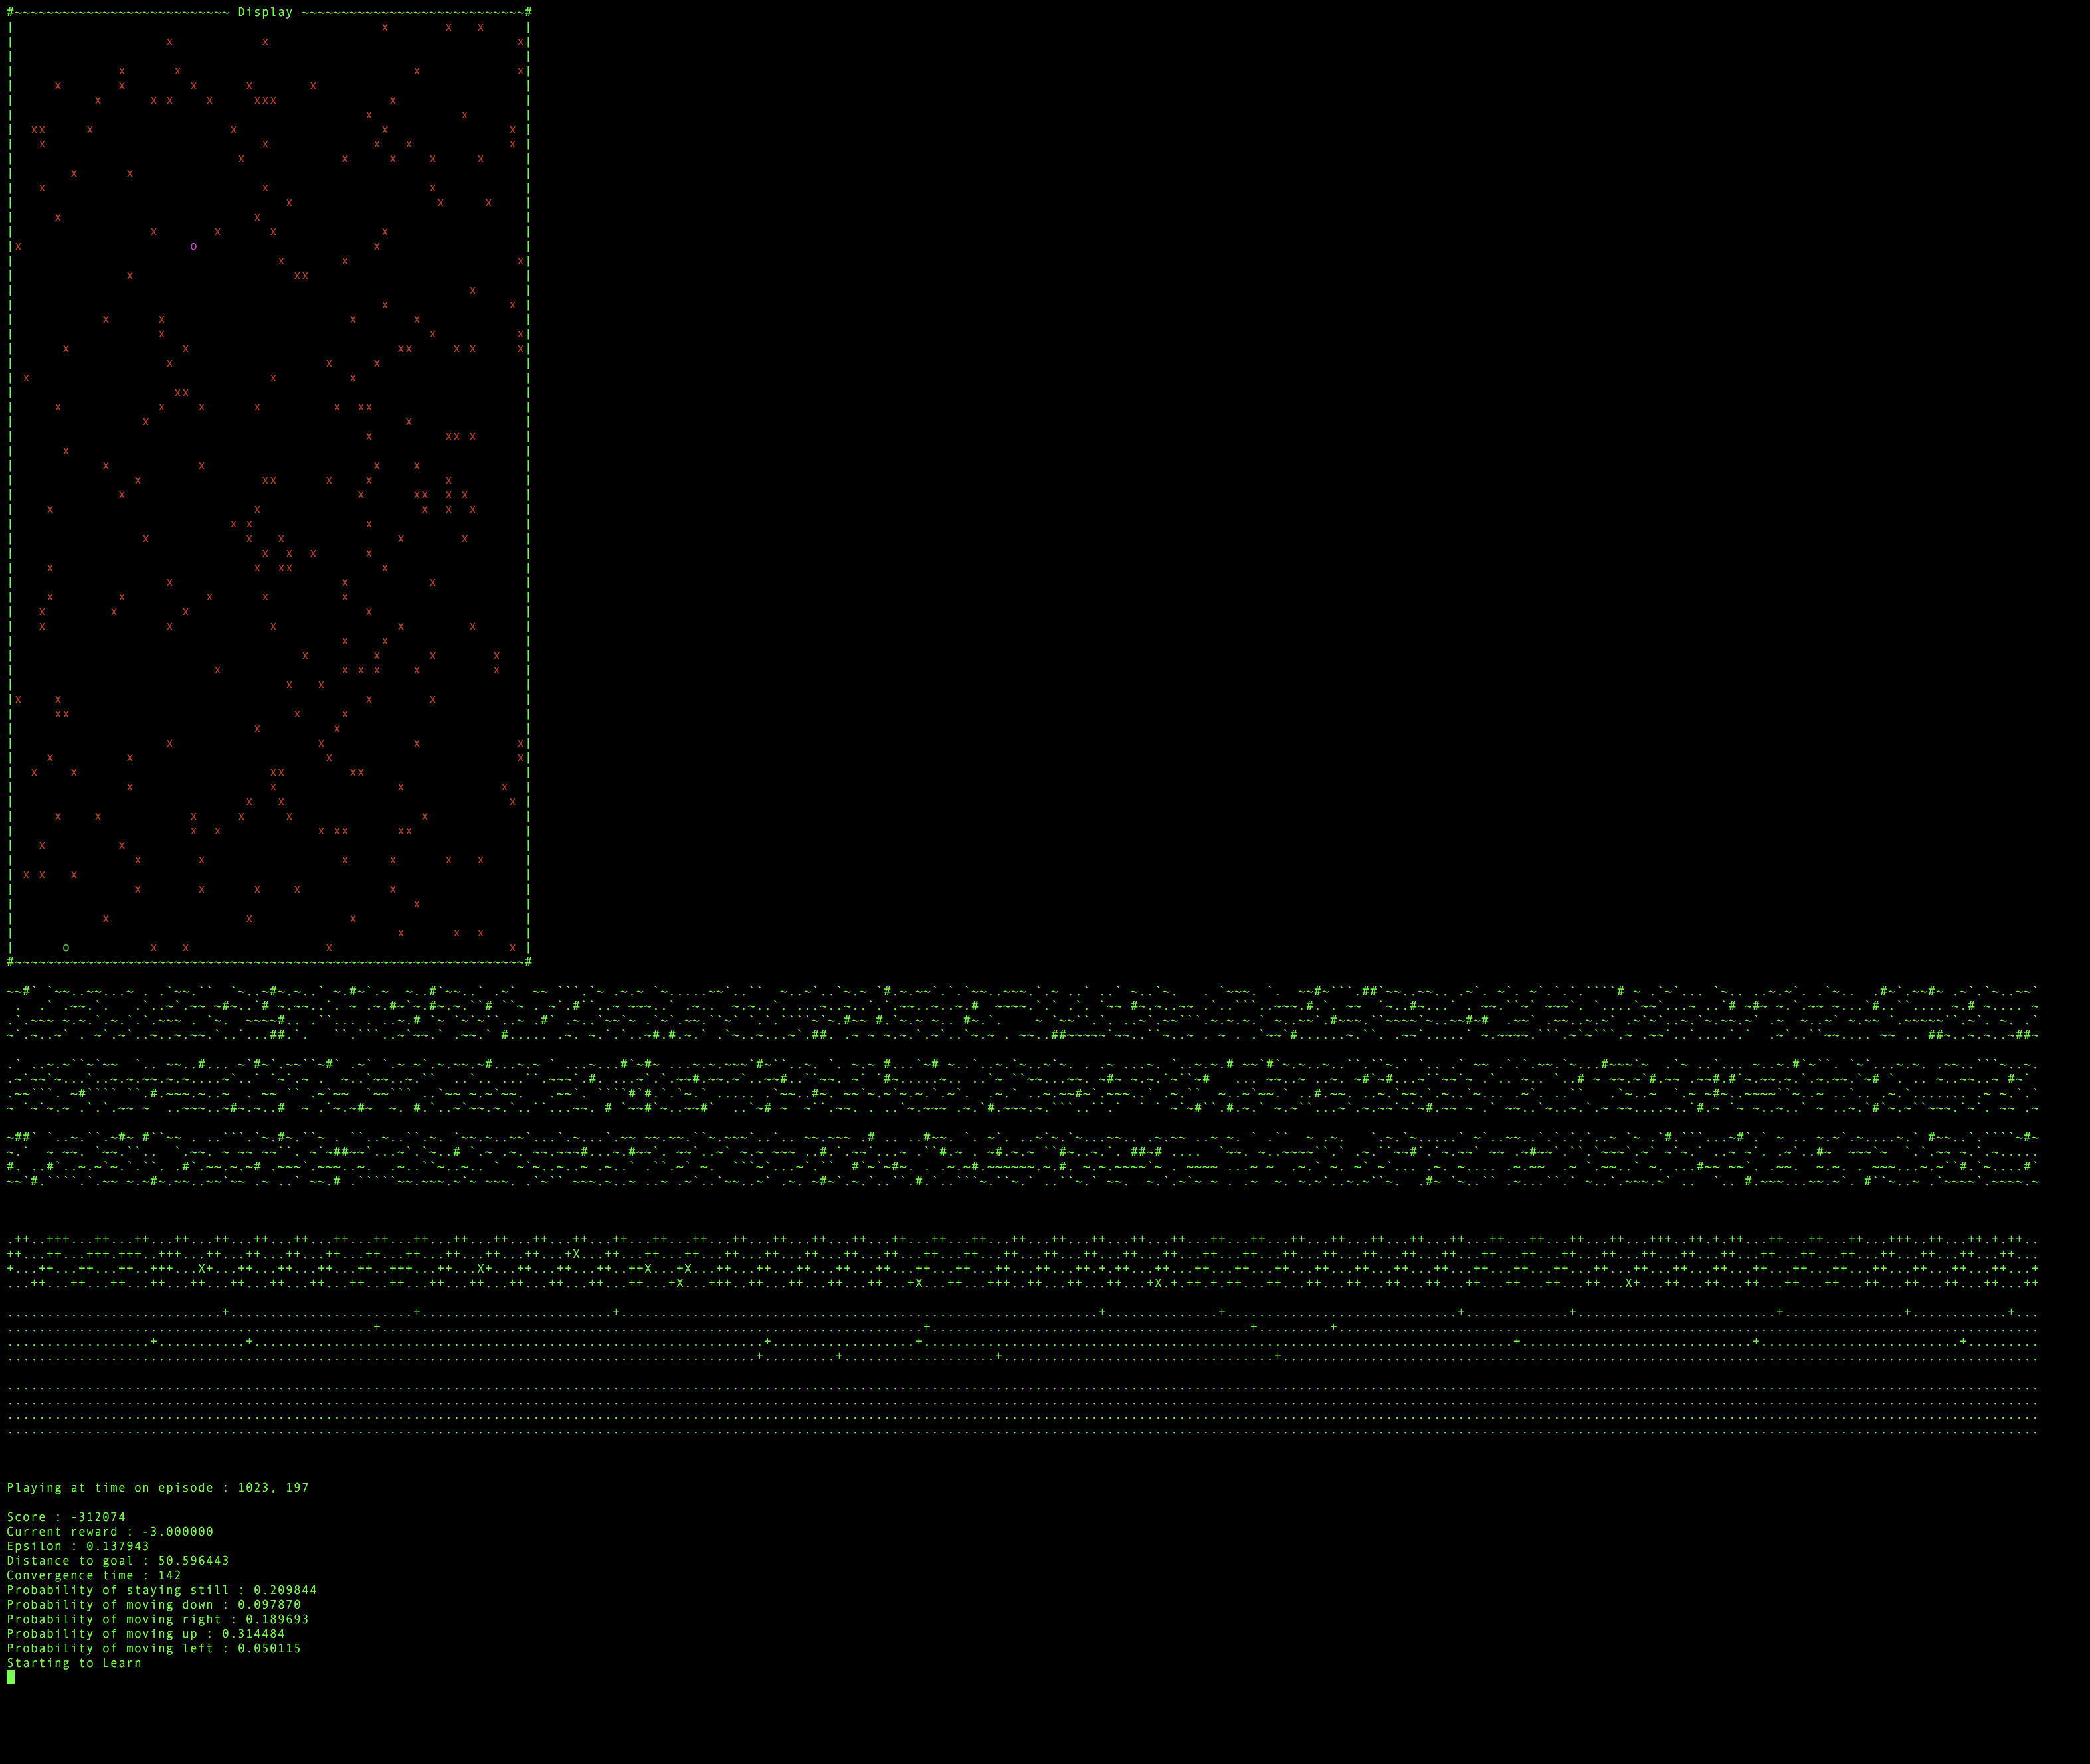 Display
Playing at time on episode : 1023, 197
Score : -312074
Current reward : -3.000000
Epsilon : 0.137943
Distance to goal : 50.596443
Convergence time : 142
Probability of staying still : 0.209844
Probability of moving down : 0.097870
Probability of moving right : 0.189693
Probability of moving up : 0.314484
Probability of moving left : 0.050115
Starting to Learn